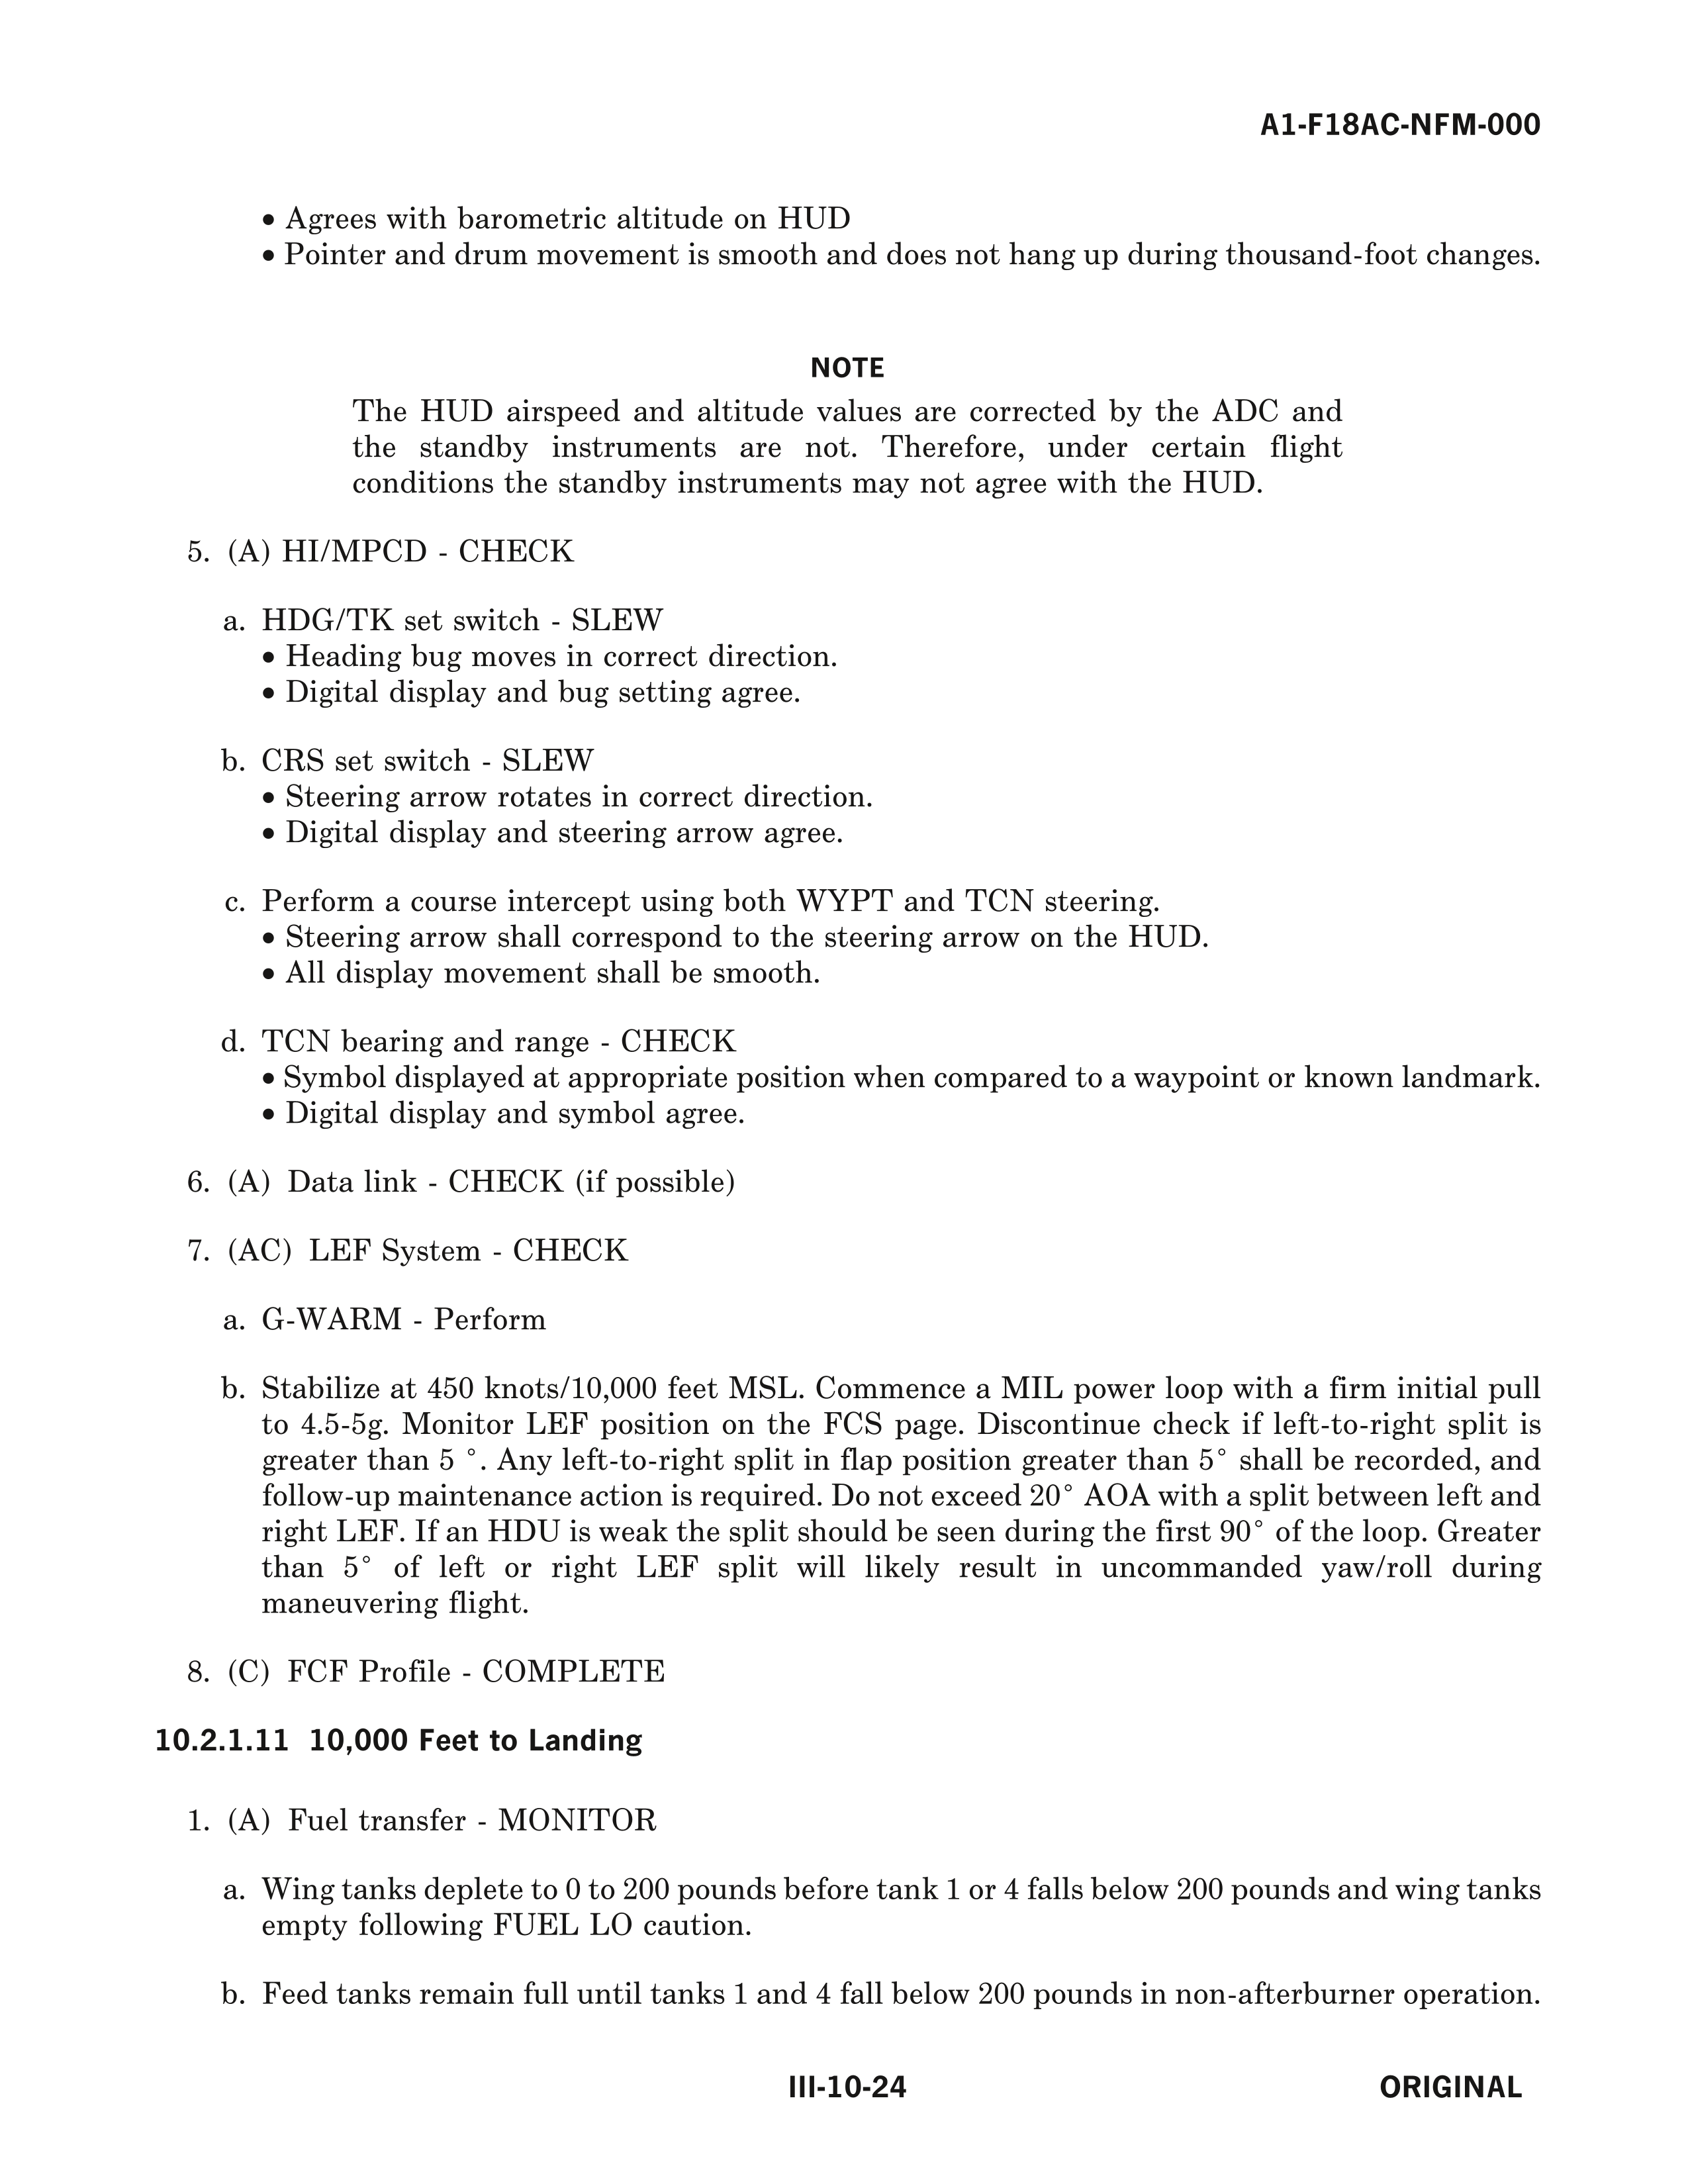 A1-F18AC-NFM-000
• Agrees with barometric altitude on HUD
• Pointer and drum movement is smooth and does not hang up during thousand-foot changes.
NOTE
The HUD airspeed and altitude values are corrected by the ADC and
the standby instruments are not. Therefore, under certain flight
conditions the standby instruments may not agree with the HUD.
5. (A) HI/MPCD - CHECK
a. HDG/TK set switch - SLEW
• Heading bug moves in correct direction.
• Digital display and bug setting agree.
b. CRS set switch - SLEW
• Steering arrow rotates in correct direction.
• Digital display and steering arrow agree.
c. Perform a course intercept using both WYPT and TCN steering.
• Steering arrow shall correspond to the steering arrow on the HUD.
• All display movement shall be smooth.
d. TCN bearing and range - CHECK
• Symbol displayed at appropriate position when compared to a waypoint or known landmark.
• Digital display and symbol agree.
6. (A) Data link - CHECK (if possible)
7. (AC) LEF System - CHECK
a. G-WARM - Perform
b. Stabilize at 450 knots/10,000 feet MSL. Commence a MIL power loop with a firm initial pull
to 4.5-5g. Monitor LEF position on the FCS page. Discontinue check if left-to-right split is
greater than 5 °. Any left-to-right split in flap position greater than 5° shall be recorded, and
follow-up maintenance action is required. Do not exceed 20° AOA with a split between left and
right LEF. If an HDU is weak the split should be seen during the first 90° of the loop. Greater
than 5° of left or right LEF split will likely result in uncommanded yaw/roll during
maneuvering flight.
8. (C) FCF Profile - COMPLETE
10.2.1.11 10,000 Feet to Landing
1. (A) Fuel transfer - MONITOR
a. Wing tanks deplete to 0 to 200 pounds before tank 1 or 4 falls below 200 pounds and wing tanks
empty following FUEL LO caution.
b. Feed tanks remain full until tanks 1 and 4 fall below 200 pounds in non-afterburner operation.
III-10-24
ORIGINAL